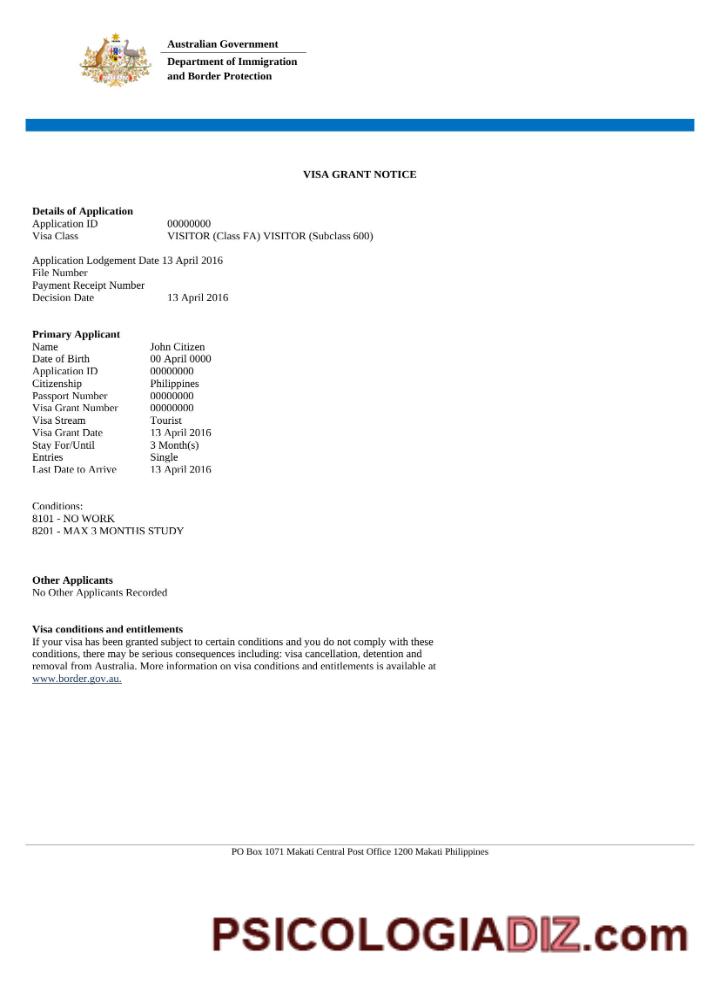 Australian Government
Department of Immigration
and Border Protection
VISA GRANT NOTICE
Details of Application
Application ID 00000000
Visa Class VISITOR (Class FA) VISITOR (Subclass 600)
Application Lodgement Date 13 April 2016
File Number
Payment Receipt Number
Decision Date 13 April 2016
Primary Applicant
Name John Citizen
Date of Birth 00 April 0000
Application ID 00000000
Citizenship Philippines
Passport Number 00000000
Visa Grant Number 00000000
Visa Stream Tourist
Visa Grant Date 13 April 2016
Stay For/Until 3 Month(s)
Entries Single
Last Date to Arrive 13 April 2016
Conditions:
8101 - NO WORK
8201 - MAX 3 MONTHS STUDY
Other Applicants
No Other Applicants Recorded
Visa conditions and entitlements
If your visa has been granted subject to certain conditions and you do not comply with these
conditions, there may be serious consequences including: visa cancellation, detention and
removal from Australia. More information on visa conditions and entitlements is available at
www.border.gov.au.
PO Box 1071 Makati Central Post Office 1200 Makati Philippines
PSICOLOGIADIZ.com